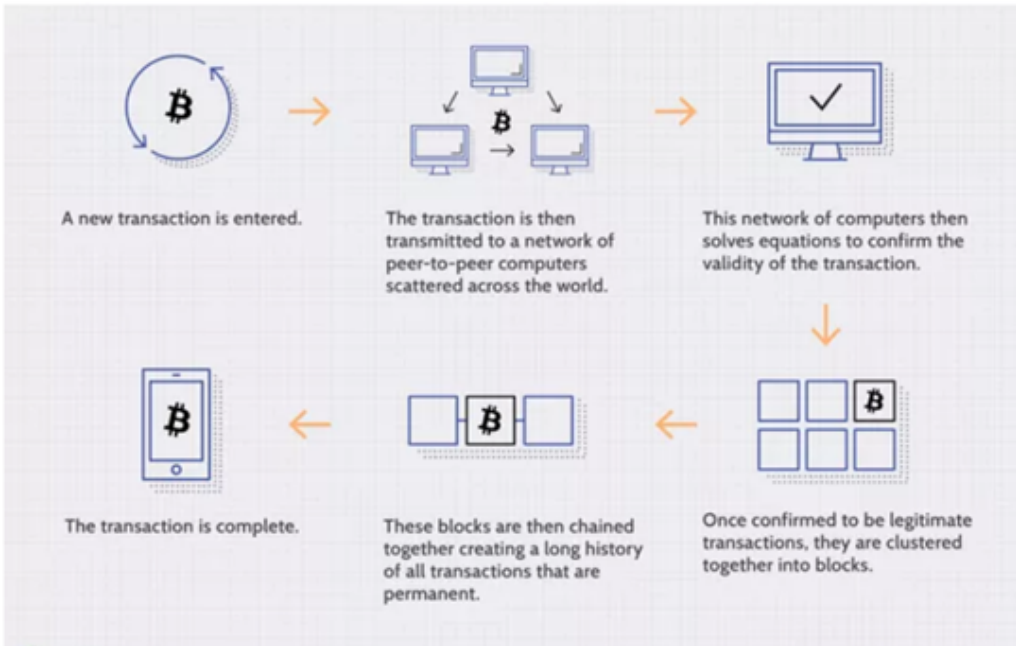 A new transaction is entered.
The transaction is then
transmitted to a network of
peer-to-peer computers
scattered across the world.
This network of computers then
solves equations to confirm the
validity of the transaction.
Once confirmed to be legitimate
transactions, they are clustered
together into blocks.
These blocks are then chained
together creating a long history
of all transactions that are
permanent.
The transaction is complete.